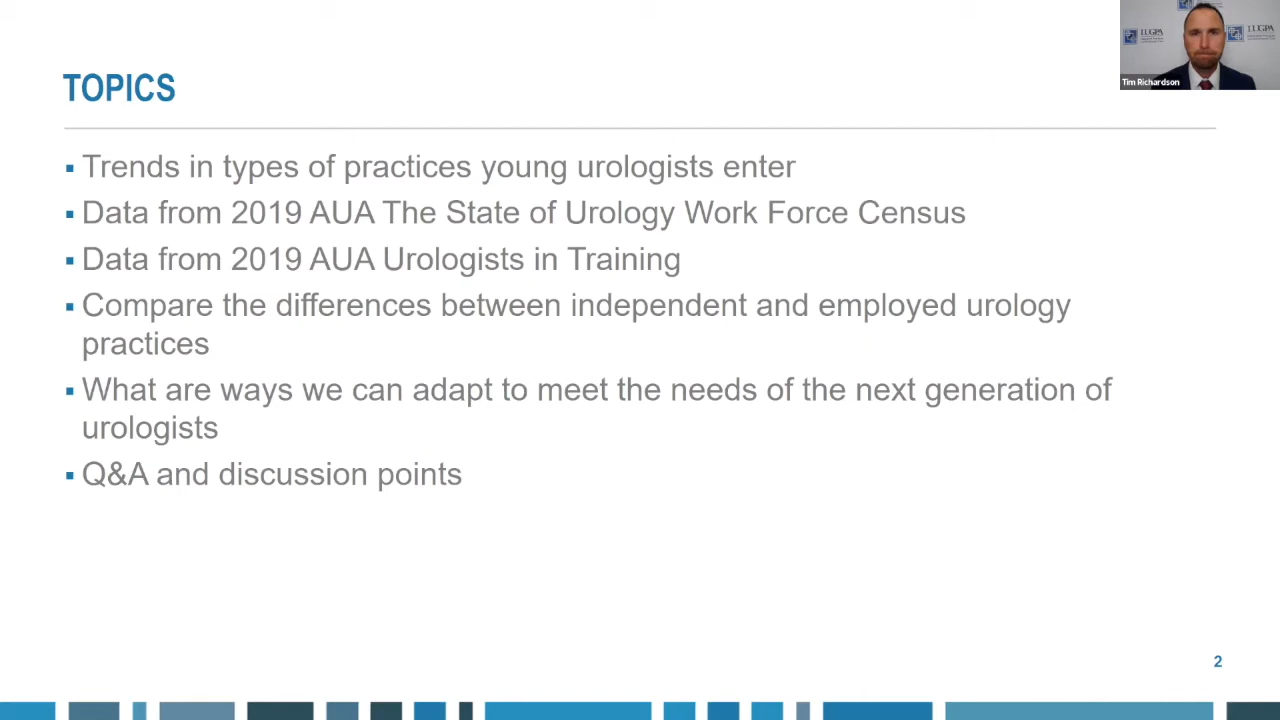 LUGPA
LUGPA
Tim Richardson
TOPICS
▪ Trends in types of practices young urologists enter
▪ Data from 2019 AUA The State of Urology Work Force Census
▪ Data from 2019 AUA Urologists in Training
▪ Compare the differences between independent and employed urology
practices
▪ What are ways we can adapt to meet the needs of the next generation of
urologists
▪ Q&A and discussion points
2